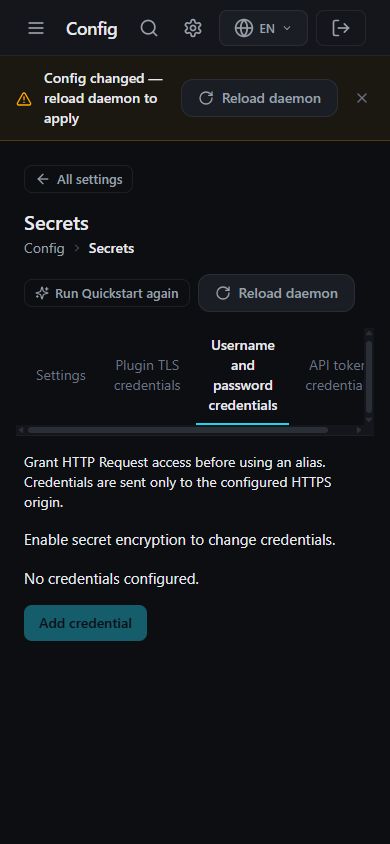 Config
EN
Config changed —
reload daemon to
apply
Reload daemon
All settings
Secrets
Config
Secrets
Run Quickstart again
Reload daemon
Settings
Plugin TLS
credentials
Username
and
password
credentials
API token
Grant HTTP Request access before using an alias.
Credentials are sent only to the configured HTTPS
origin.
Enable secret encryption to change credentials.
No credentials configured.
Add credential